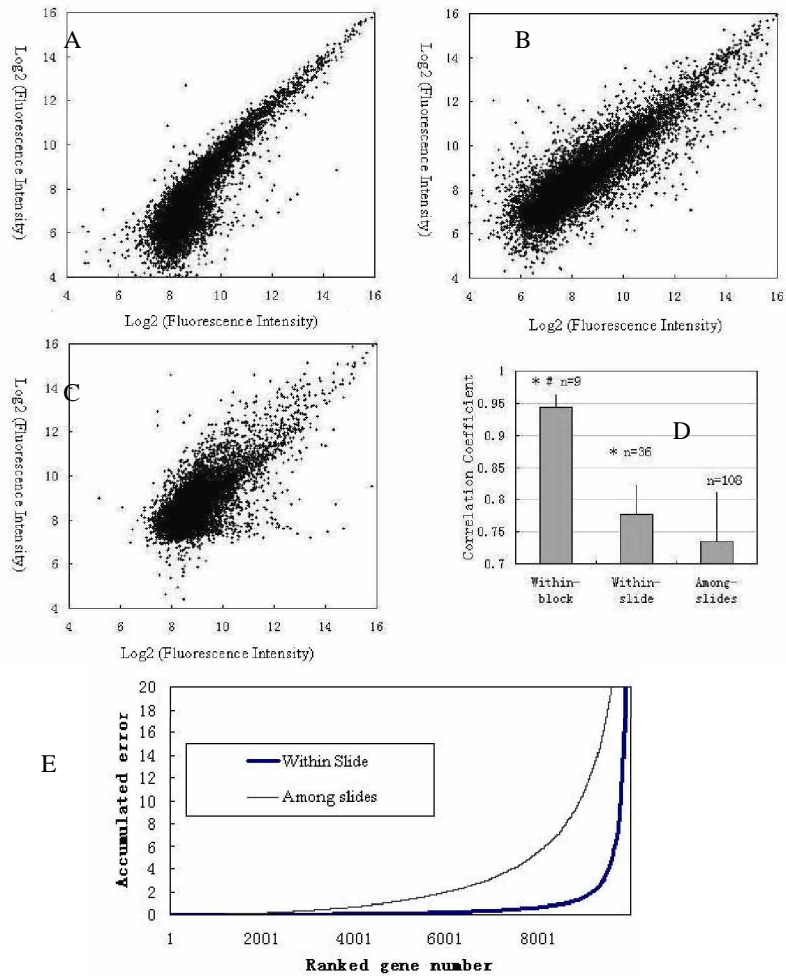 A
Log2 (Fluorescence Intensity)
16
14
12
10
8
6
4
4 6 8 10 12 14 16
Log2 (Fluorescence Intensity)
B
Log2 (Fluorescence Intensity)
16
14
12
10
8
6
4
4 6 8 10 12 14 16
Log2 (Fluorescence Intensity)
C
Log2 (Fluorescence Intensity)
16
14
12
10
8
6
4
4 6 8 10 12 14 16
Log2 (Fluorescence Intensity)
D
Correlation Coefficient
1
0.95
0.9
0.85
0.8
0.75
0.7
* # n=9
* n=36
n=108
Within-block
Within-slide
Among-slides
E
Accumulated error
20
18
16
14
12
10
8
6
4
2
0
Within Slide
Among slides
1 2001 4001 6001 8001
Ranked gene number